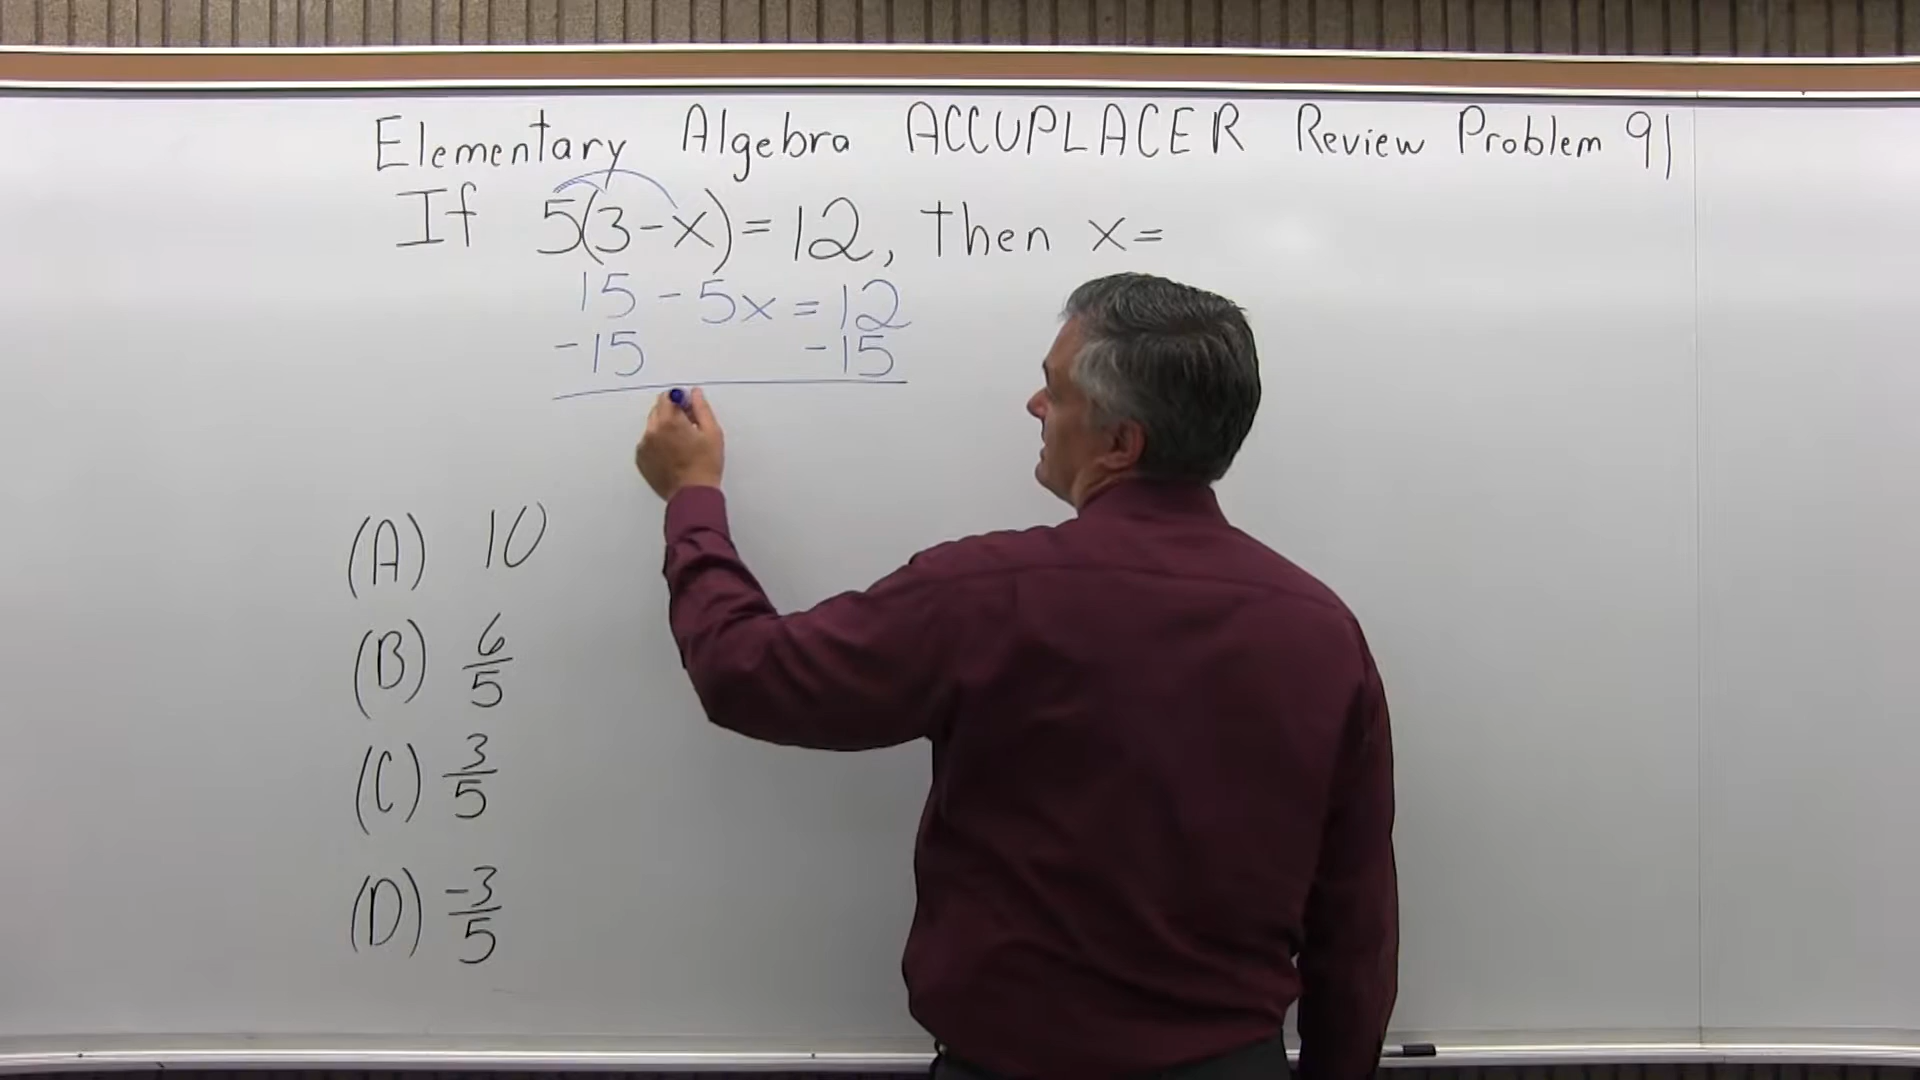 Elementary Algebra ACCUPLACER Review Problem 91
If 5(3-x)=12, then x=
15 - 5x = 12
-15 -15
(A) 10
(B) 6/5
(C) 3/5
(D) -3/5